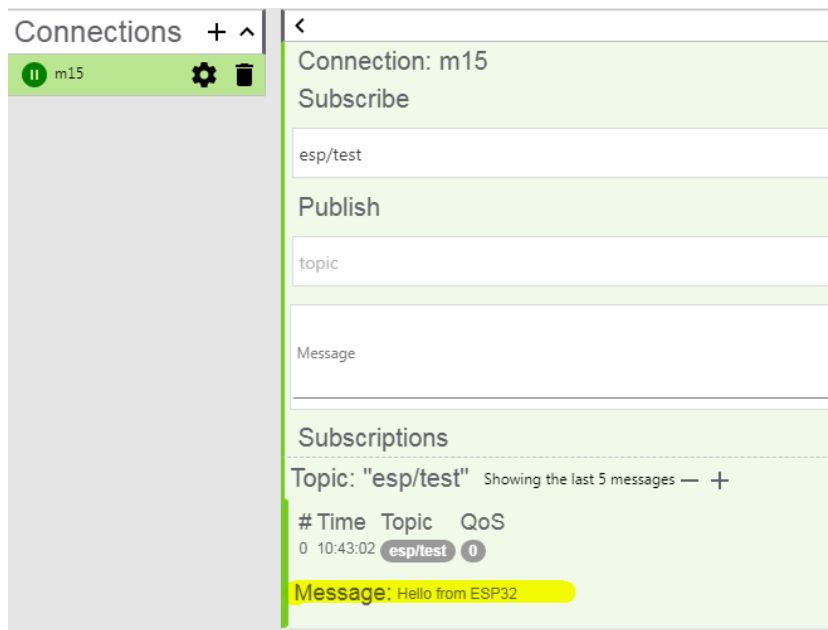 Connections
m15
Connection: m15
Subscribe
esp/test
Publish
topic
Message
Subscriptions
Topic: "esp/test" Showing the last 5 messages — +
# Time Topic QoS
0 10:43:02 esp/test 0
Message: Hello from ESP32